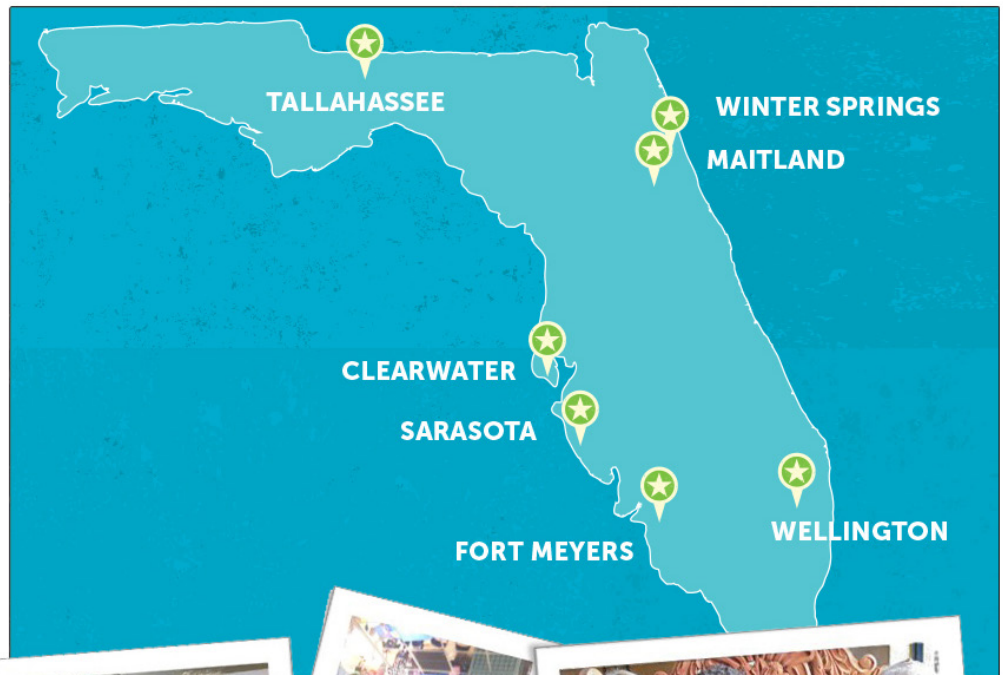 TALLAHASSEE
WINTER SPRINGS
MAITLAND
CLEARWATER
SARASOTA
FORT MEYERS
WELLINGTON